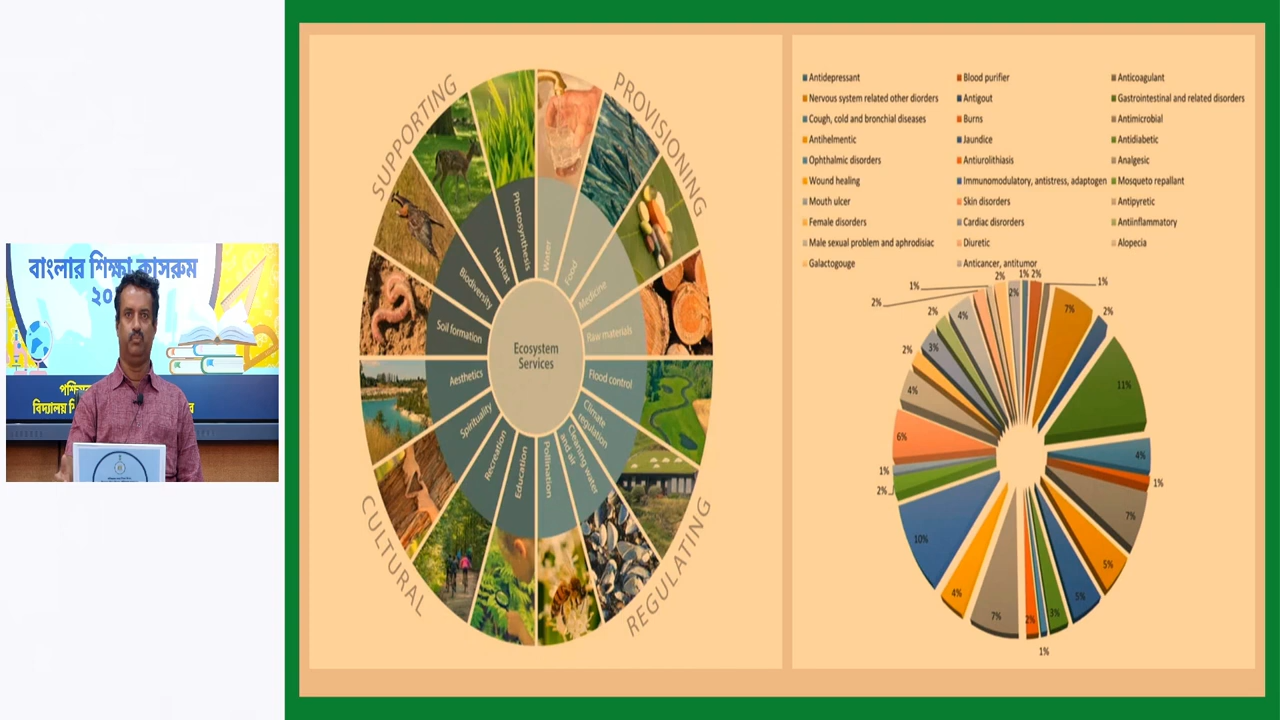 বাংলার শিক্ষা ক্লাসরুম
SUPPORTING
PROVISIONING
Photosynthesis
Habitat
Biodiversity
Soil formation
Water
Food
Medicine
Raw materials
Ecosystem
Services
Aesthetics
Spirituality
Recreation
Education
Flood control
Climate
regulation
Cleaning water
and air
Pollination
CULTURAL
REGULATING
Antidepressant
Blood purifier
Anticoagulant
Nervous system related other diorders
Antigout
Gastrointestinal and related disorders
Cough, cold and bronchial diseases
Burns
Antimicrobial
Antihelmentic
Jaundice
Antidiabetic
Ophthalmic disorders
Antiurolithiasis
Analgesic
Wound healing
Immunomodulatory, antistress, adaptogen
Mosqueto repallant
Mouth ulcer
Skin disorders
Antipyretic
Female disorders
Cardiac disorders
Antiinflammatory
Male sexual problem and aphrodisiac
Diuretic
Alopecia
Galactogouge
Anticancer, antitumor
1%
2%
1%
7%
2%
11%
4%
1%
7%
5%
5%
3%
1%
2%
7%
4%
10%
2%
1%
6%
4%
2%
3%
2%
4%
2%
1%
2%
2%